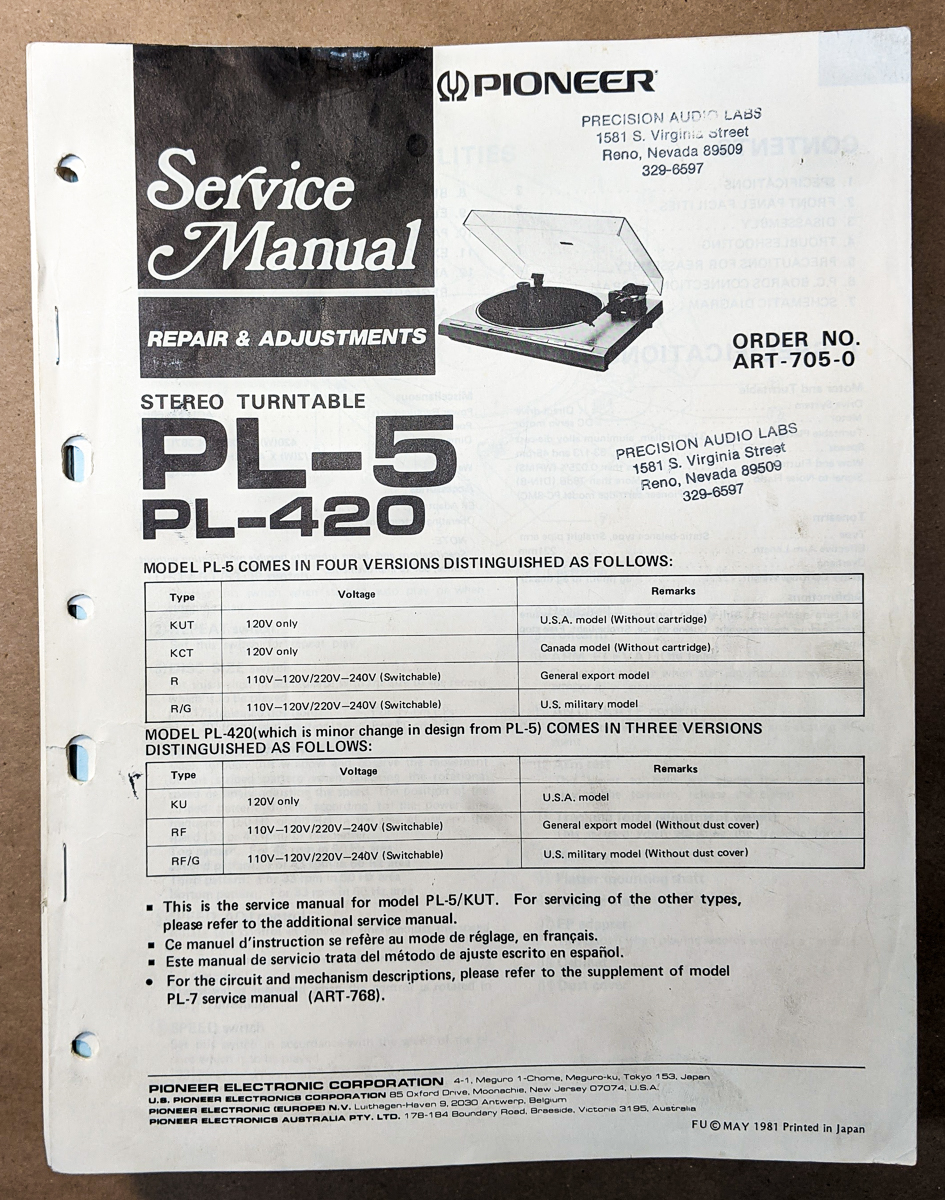 PIONEER
PRECISION AUDIO LABS
1581 S. Virginia Street
Reno, Nevada 89509
329-6597
Service
Manual
REPAIR & ADJUSTMENTS
ORDER NO.
ART-705-0
STEREO TURNTABLE
PL-5
PL-420
PRECISION AUDIO LABS
1581 S. Virginia Street
Reno, Nevada 89509
329-6597
MODEL PL-5 COMES IN FOUR VERSIONS DISTINGUISHED AS FOLLOWS:
Type Voltage Remarks
KUT 120V only U.S.A. model (Without cartridge)
KCT 120V only Canada model (Without cartridge)
R 110V—120V/220V—240V (Switchable) General export model
R/G 110V—120V/220V—240V (Switchable) U.S. military model
MODEL PL-420(which is minor change in design from PL-5) COMES IN THREE VERSIONS
DISTINGUISHED AS FOLLOWS:
Type Voltage Remarks
KU 120V only U.S.A. model
RF 110V—120V/220V—240V (Switchable) General export model (Without dust cover)
RF/G 110V—120V/220V—240V (Switchable) U.S. military model (Without dust cover)
▪ This is the service manual for model PL-5/KUT. For servicing of the other types,
please refer to the additional service manual.
▪ Ce manuel d'instruction se refère au mode de réglage, en français.
▪ Este manual de servicio trata del método de ajuste escrito en español.
● For the circuit and mechanism descriptions, please refer to the supplement of model
PL-7 service manual (ART-768).
PIONEER ELECTRONIC CORPORATION 4-1, Meguro 1-Chome, Meguro-ku, Tokyo 153, Japan
U.S. PIONEER ELECTRONICS CORPORATION 85 Oxford Drive, Moonachie, New Jersey 07074, U.S.A.
PIONEER ELECTRONIC (EUROPE) N.V. Luithagen-Haven 9, 2030 Antwerp, Belgium
PIONEER ELECTRONICS AUSTRALIA PTY. LTD. 178-184 Boundary Road, Braeside, Victoria 3195, Australia
FU © MAY 1981 Printed in Japan